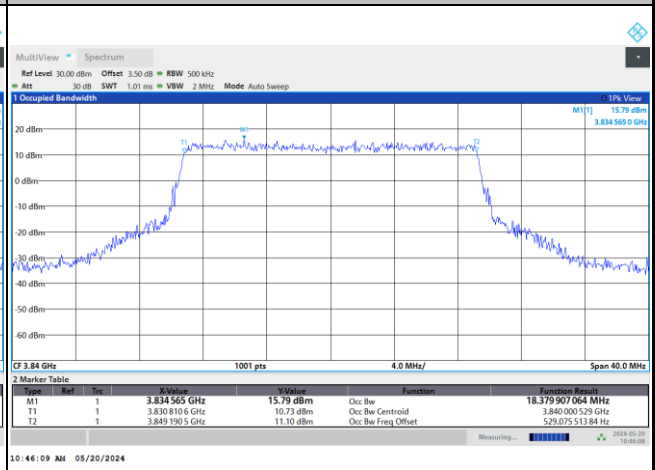 MultiView Spectrum
Ref Level 30.00 dBm Offset 3.50 dB RBW 500 kHz
Att 30 dB SWT 1.01 ms VBW 2 MHz Mode Auto Sweep
1 Occupied Bandwidth 1Pk View
M1[1] 15.79 dBm
3.834 565 0 GHz
20 dBm
M1
T1 T2
10 dBm
0 dBm
-10 dBm
-20 dBm
-30 dBm
-40 dBm
-50 dBm
-60 dBm
CF 3.84 GHz 1001 pts 4.0 MHz/ Span 40.0 MHz
2 Marker Table
Type Ref Trc X-Value Y-Value Function Function Result
M1 1 3.834 565 GHz 15.79 dBm Occ Bw 18.379 907 064 MHz
T1 1 3.830 810 6 GHz 10.73 dBm Occ Bw Centroid 3.840 000 529 GHz
T2 1 3.849 190 5 GHz 11.10 dBm Occ Bw Freq Offset 529.075 513 84 Hz
Measuring... 2024-05-20
10:46:08
10:46:09 AM 05/20/2024